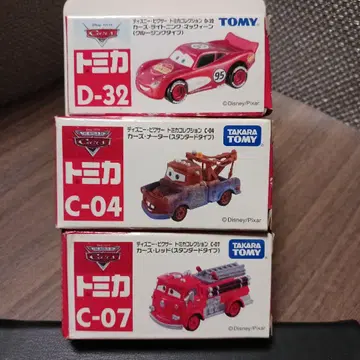 ディズニー・ピクサー トミカコレクション D-32
カーズ・ライトニング・マックィーン
(クルージングタイプ)
TOMY
Cars
トミカ
D-32
95
©Disney/Pixar
ディズニー・ピクサー トミカコレクション C-04
カーズ・メーター(スタンダードタイプ)
TAKARA
TOMY
Cars
トミカ
C-04
©Disney/Pixar
ディズニー・ピクサー トミカコレクション C-07
カーズ・レッド(スタンダードタイプ)
TAKARA
TOMY
Cars
トミカ
C-07
©Disney/Pixar